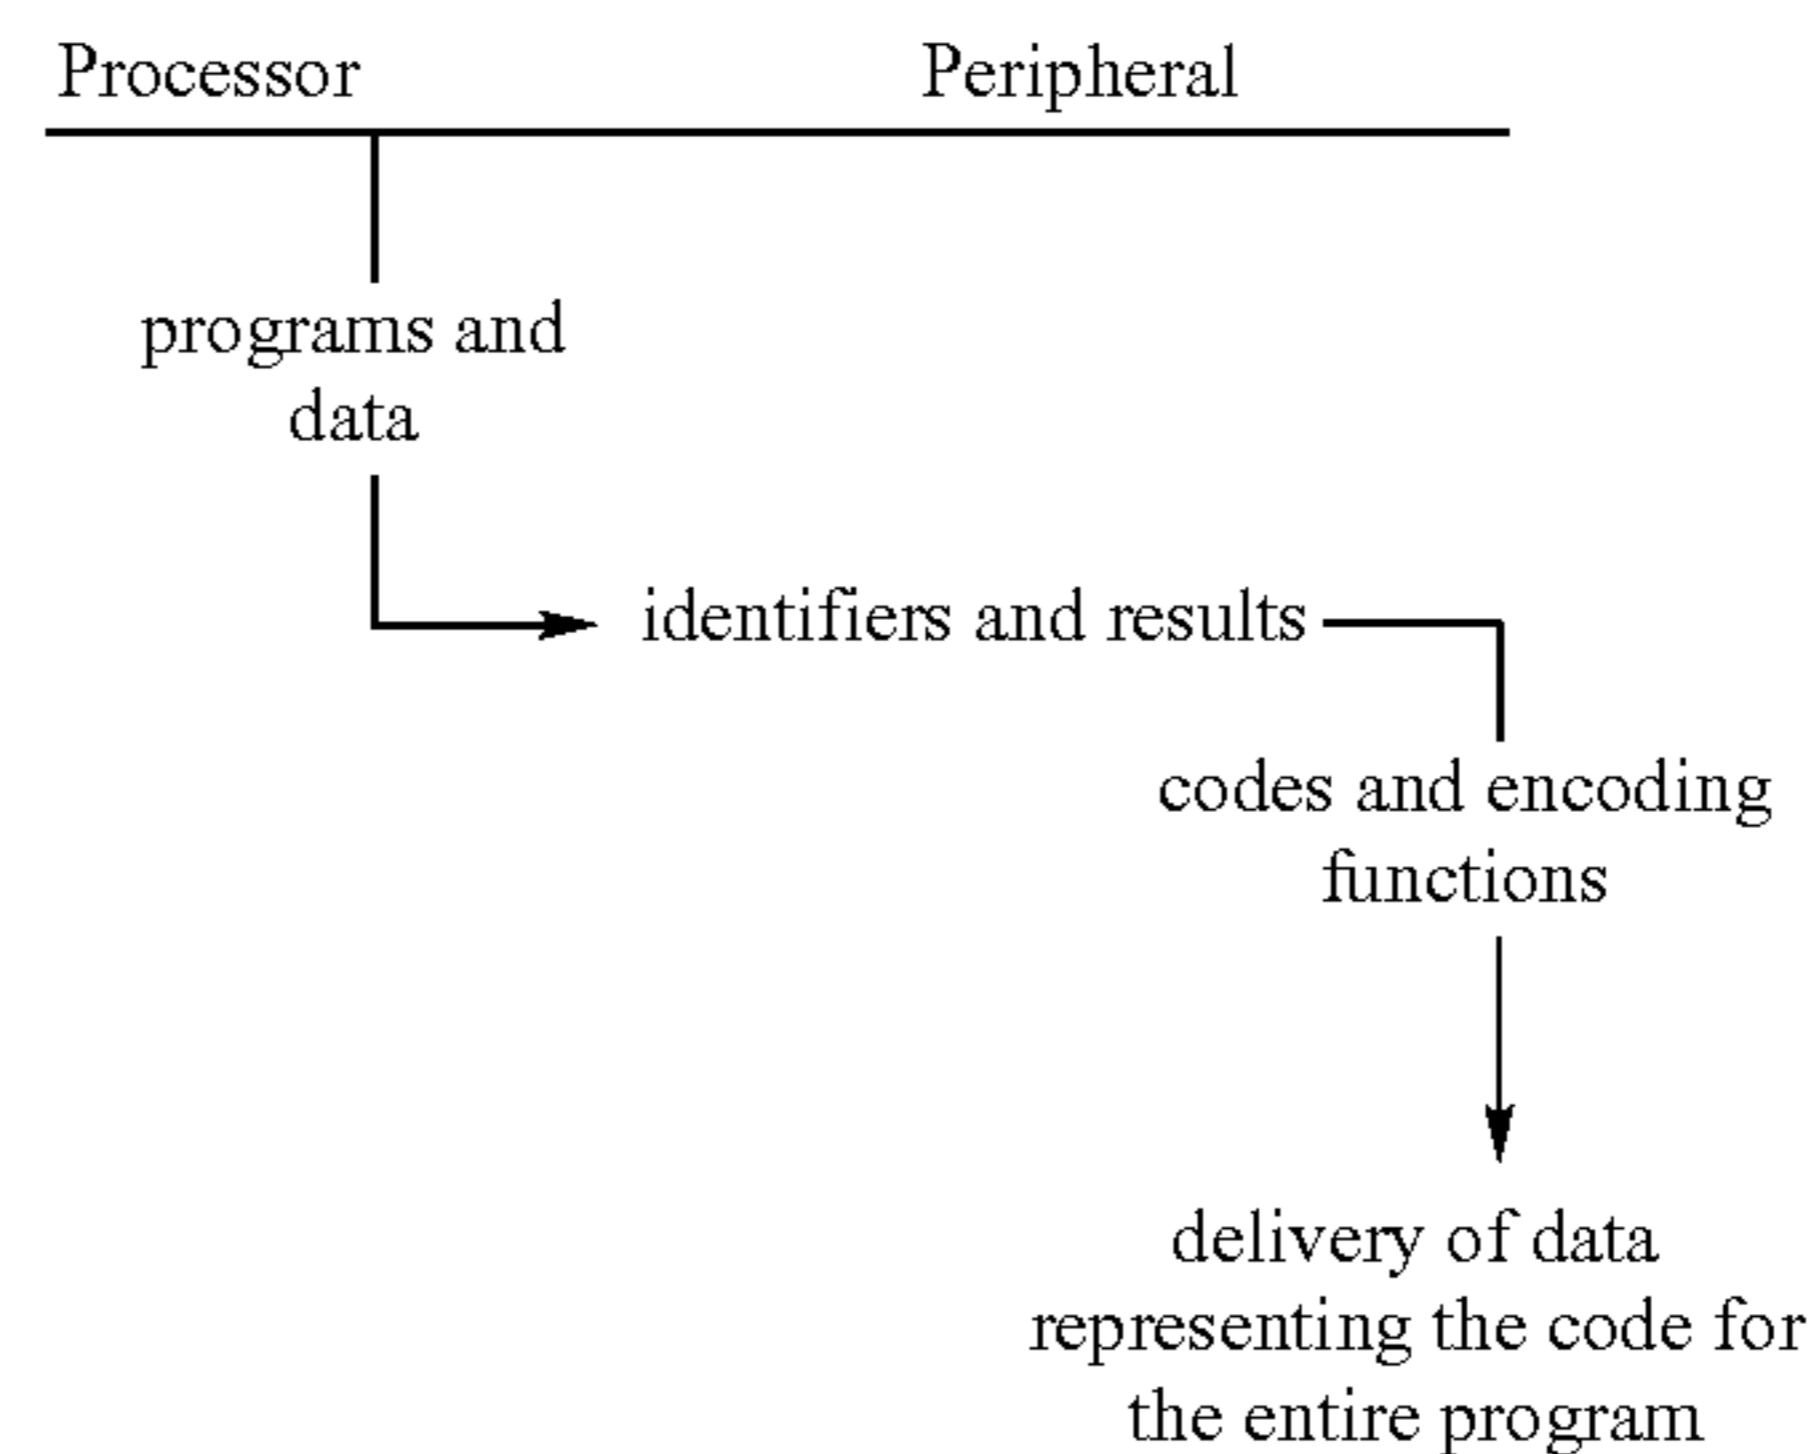 Processor Peripheral
programs and
data
identifiers and results
codes and encoding
functions
delivery of data
representing the code for
the entire program